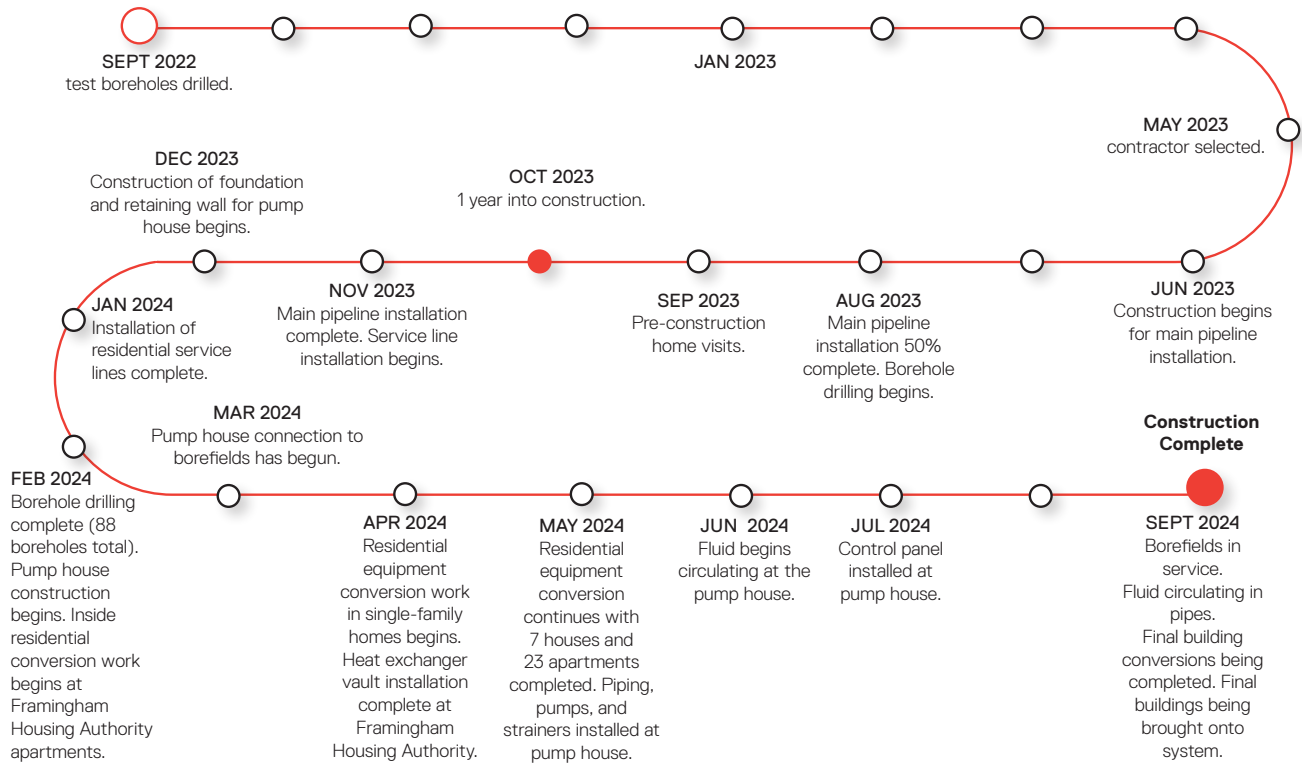 SEPT 2022
test boreholes drilled.
JAN 2023
MAY 2023
contractor selected.
JUN 2023
Construction begins
for main pipeline
installation.
AUG 2023
Main pipeline
installation 50%
complete. Borehole
drilling begins.
SEP 2023
Pre-construction
home visits.
OCT 2023
1 year into construction.
NOV 2023
Main pipeline installation
complete. Service line
installation begins.
DEC 2023
Construction of foundation
and retaining wall for pump
house begins.
JAN 2024
Installation of
residential service
lines complete.
FEB 2024
Borehole drilling
complete (88
boreholes total).
Pump house
construction
begins. Inside
residential
conversion work
begins at
Framingham
Housing Authority
apartments.
MAR 2024
Pump house connection to
borefields has begun.
APR 2024
Residential
equipment
conversion work
in single-family
homes begins.
Heat exchanger
vault installation
complete at
Framingham
Housing Authority.
MAY 2024
Residential
equipment
conversion
continues with
7 houses and
23 apartments
completed. Piping,
pumps, and
strainers installed at
pump house.
JUN 2024
Fluid begins
circulating at the
pump house.
JUL 2024
Control panel
installed at
pump house.
Construction
Complete
SEPT 2024
Borefields in
service.
Fluid circulating in
pipes.
Final building
conversions being
completed. Final
buildings being
brought onto
system.